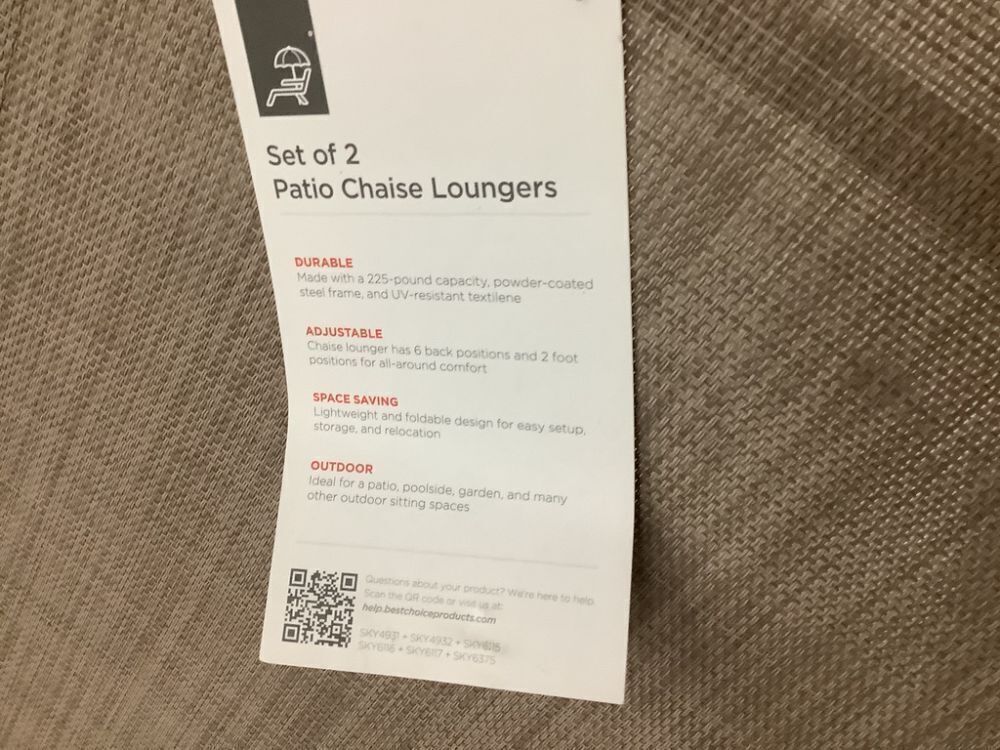 Set of 2
Patio Chaise Loungers
DURABLE
Made with a 225-pound capacity, powder-coated
steel frame, and UV-resistant textilene
ADJUSTABLE
Chaise lounger has 6 back positions and 2 foot
positions for all-around comfort
SPACE SAVING
Lightweight and foldable design for easy setup,
storage, and relocation
OUTDOOR
Ideal for a patio, poolside, garden, and many
other outdoor sitting spaces
Questions about your product? We're here to help.
Scan the QR code or visit us at:
help.bestchoiceproducts.com
SKY4931 + SKY4932 + SKY6115
SKY6116 + SKY6117 + SKY6375